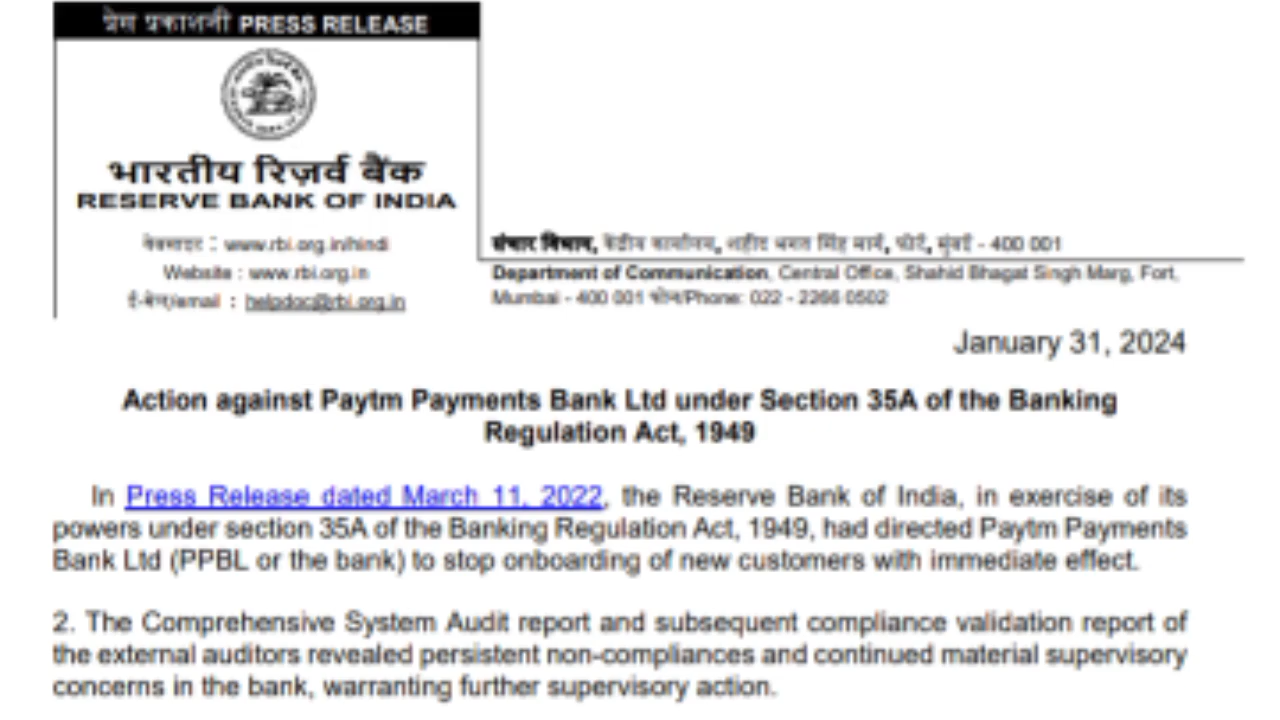 प्रेस प्रकाशनी PRESS RELEASE
भारतीय रिज़र्व बैंक
RESERVE BANK OF INDIA
वेबसाइट : www.rbi.org.in/hindi
Website : www.rbi.org.in
ई-मेल/email : helpdoc@rbi.org.in
संचार विभाग, केंद्रीय कार्यालय, शहीद भगत सिंह मार्ग, फोर्ट, मुंबई - 400 001
Department of Communication, Central Office, Shahid Bhagat Singh Marg, Fort,
Mumbai - 400 001 फोन/Phone: 022 - 2266 0502
January 31, 2024
Action against Paytm Payments Bank Ltd under Section 35A of the Banking
Regulation Act, 1949
In Press Release dated March 11, 2022, the Reserve Bank of India, in exercise of its
powers under section 35A of the Banking Regulation Act, 1949, had directed Paytm Payments
Bank Ltd (PPBL or the bank) to stop onboarding of new customers with immediate effect.
2. The Comprehensive System Audit report and subsequent compliance validation report of
the external auditors revealed persistent non-compliances and continued material supervisory
concerns in the bank, warranting further supervisory action.